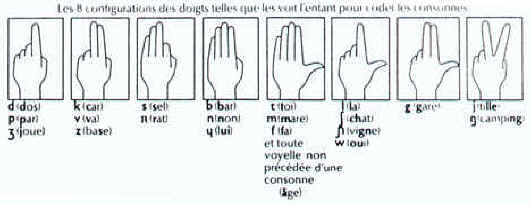 Les 8 configurations des doigts telles que les voit l'enfant pour coder les consonnes.
d (dos)
p (par)
ʒ (joue)
k (car)
v (va)
z (base)
s (sel)
R (rat)
b (bar)
n (non)
ɥ (lui)
t (toi)
m (mare)
f (fa)
et toute
voyelle non
précédée d'une
consonne
(âge)
l (la)
ʃ (chat)
ɲ (vigne)
w (oui)
g (gare)
j (fille)
ŋ (camping)